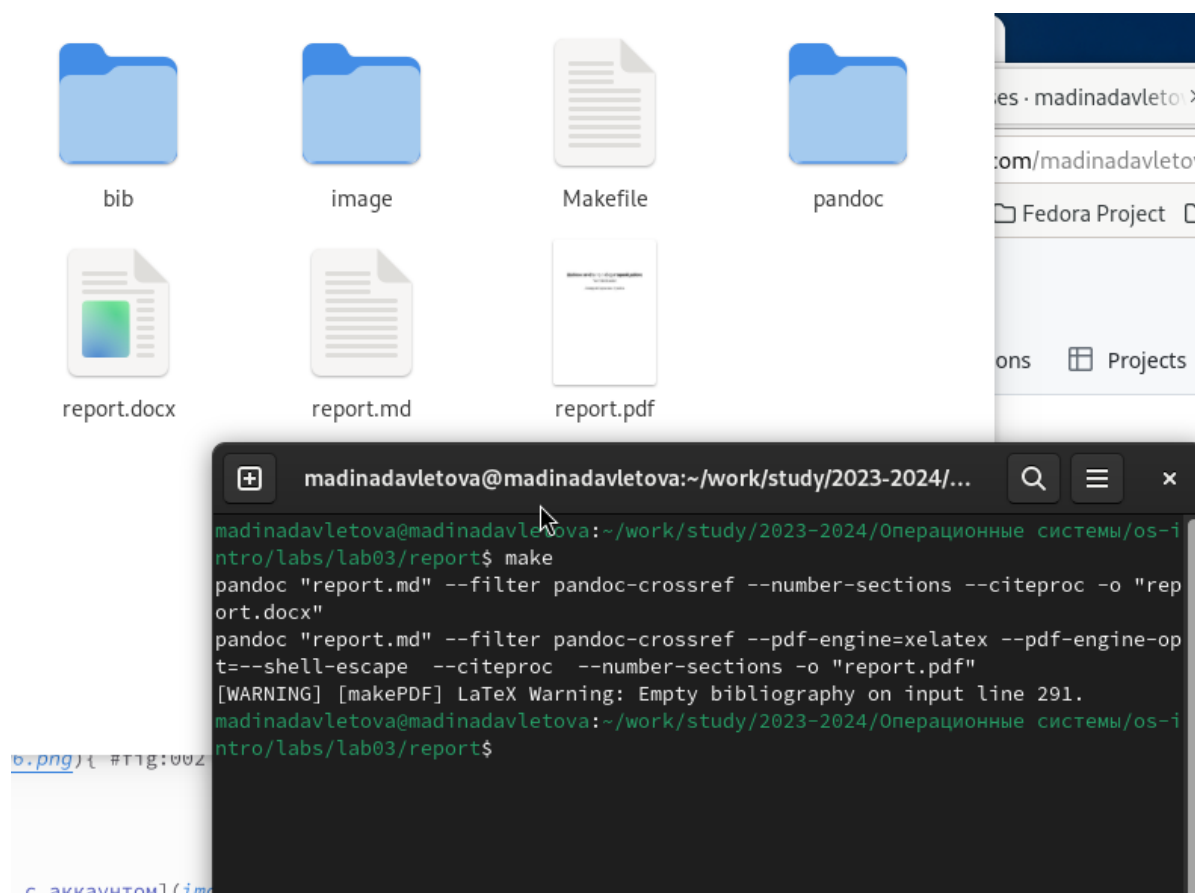 es · madinadavletov
com/madinadavletov
Fedora Project
ons Projects
bib image Makefile pandoc
report.docx report.md report.pdf
madinadavletova@madinadavletova:~/work/study/2023-2024/...
madinadavletova@madinadavletova:~/work/study/2023-2024/Операционные системы/os-i
ntro/labs/lab03/report$ make
pandoc "report.md" --filter pandoc-crossref --number-sections --citeproc -o "rep
ort.docx"
pandoc "report.md" --filter pandoc-crossref --pdf-engine=xelatex --pdf-engine-op
t=--shell-escape  --citeproc  --number-sections -o "report.pdf"
[WARNING] [makePDF] LaTeX Warning: Empty bibliography on input line 291.
madinadavletova@madinadavletova:~/work/study/2023-2024/Операционные системы/os-i
ntro/labs/lab03/report$
6.png){ #fig:002
с аккаунтом](im